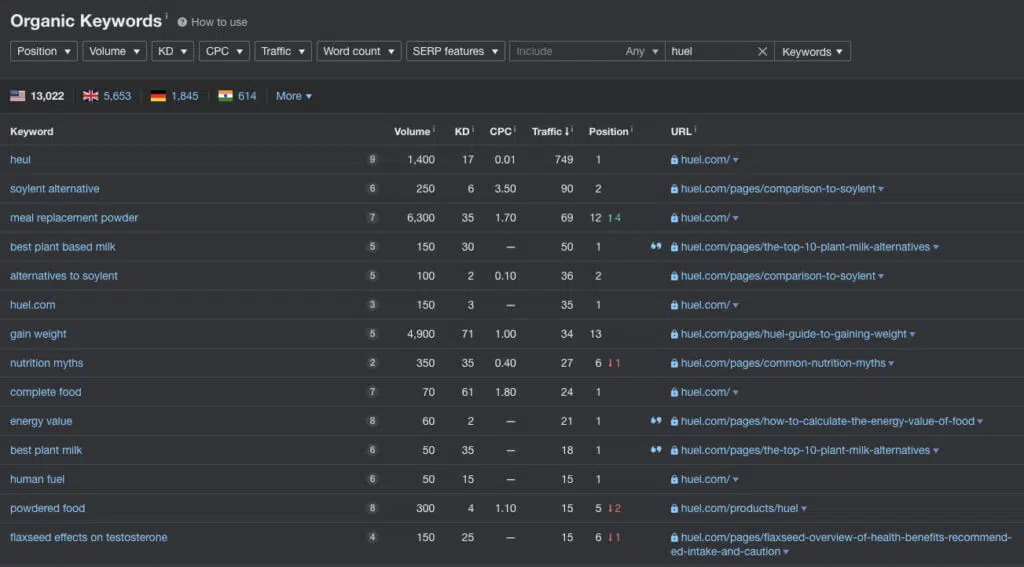 Organic Keywords i ? How to use
Position ▼ Volume ▼ KD ▼ CPC ▼ Traffic ▼ Word count ▼ SERP features ▼ Include Any ▼ huel × Keywords ▼
13,022 5,653 1,845 614 More ▼
Keyword Volume i KD i CPC i Traffic ↓ i Position i URL i
heul 9 1,400 17 0.01 749 1 huel.com/ ▼
soylent alternative 6 250 6 3.50 90 2 huel.com/pages/comparison-to-soylent ▼
meal replacement powder 7 6,300 35 1.70 69 12 ↑4 huel.com/ ▼
best plant based milk 5 150 30 — 50 1 huel.com/pages/the-top-10-plant-milk-alternatives ▼
alternatives to soylent 5 100 2 0.10 36 2 huel.com/pages/comparison-to-soylent ▼
huel.com 3 150 3 — 35 1 huel.com/ ▼
gain weight 5 4,900 71 1.00 34 13 huel.com/pages/huel-guide-to-gaining-weight ▼
nutrition myths 2 350 35 0.40 27 6 ↓1 huel.com/pages/common-nutrition-myths ▼
complete food 7 70 61 1.80 24 1 huel.com/ ▼
energy value 8 60 2 — 21 1 huel.com/pages/how-to-calculate-the-energy-value-of-food ▼
best plant milk 6 50 35 — 18 1 huel.com/pages/the-top-10-plant-milk-alternatives ▼
human fuel 6 50 15 — 15 1 huel.com/ ▼
powdered food 8 300 4 1.10 15 5 ↓2 huel.com/products/huel ▼
flaxseed effects on testosterone 4 150 25 — 15 6 ↓1 huel.com/pages/flaxseed-overview-of-health-benefits-recommend-
ed-intake-and-caution ▼